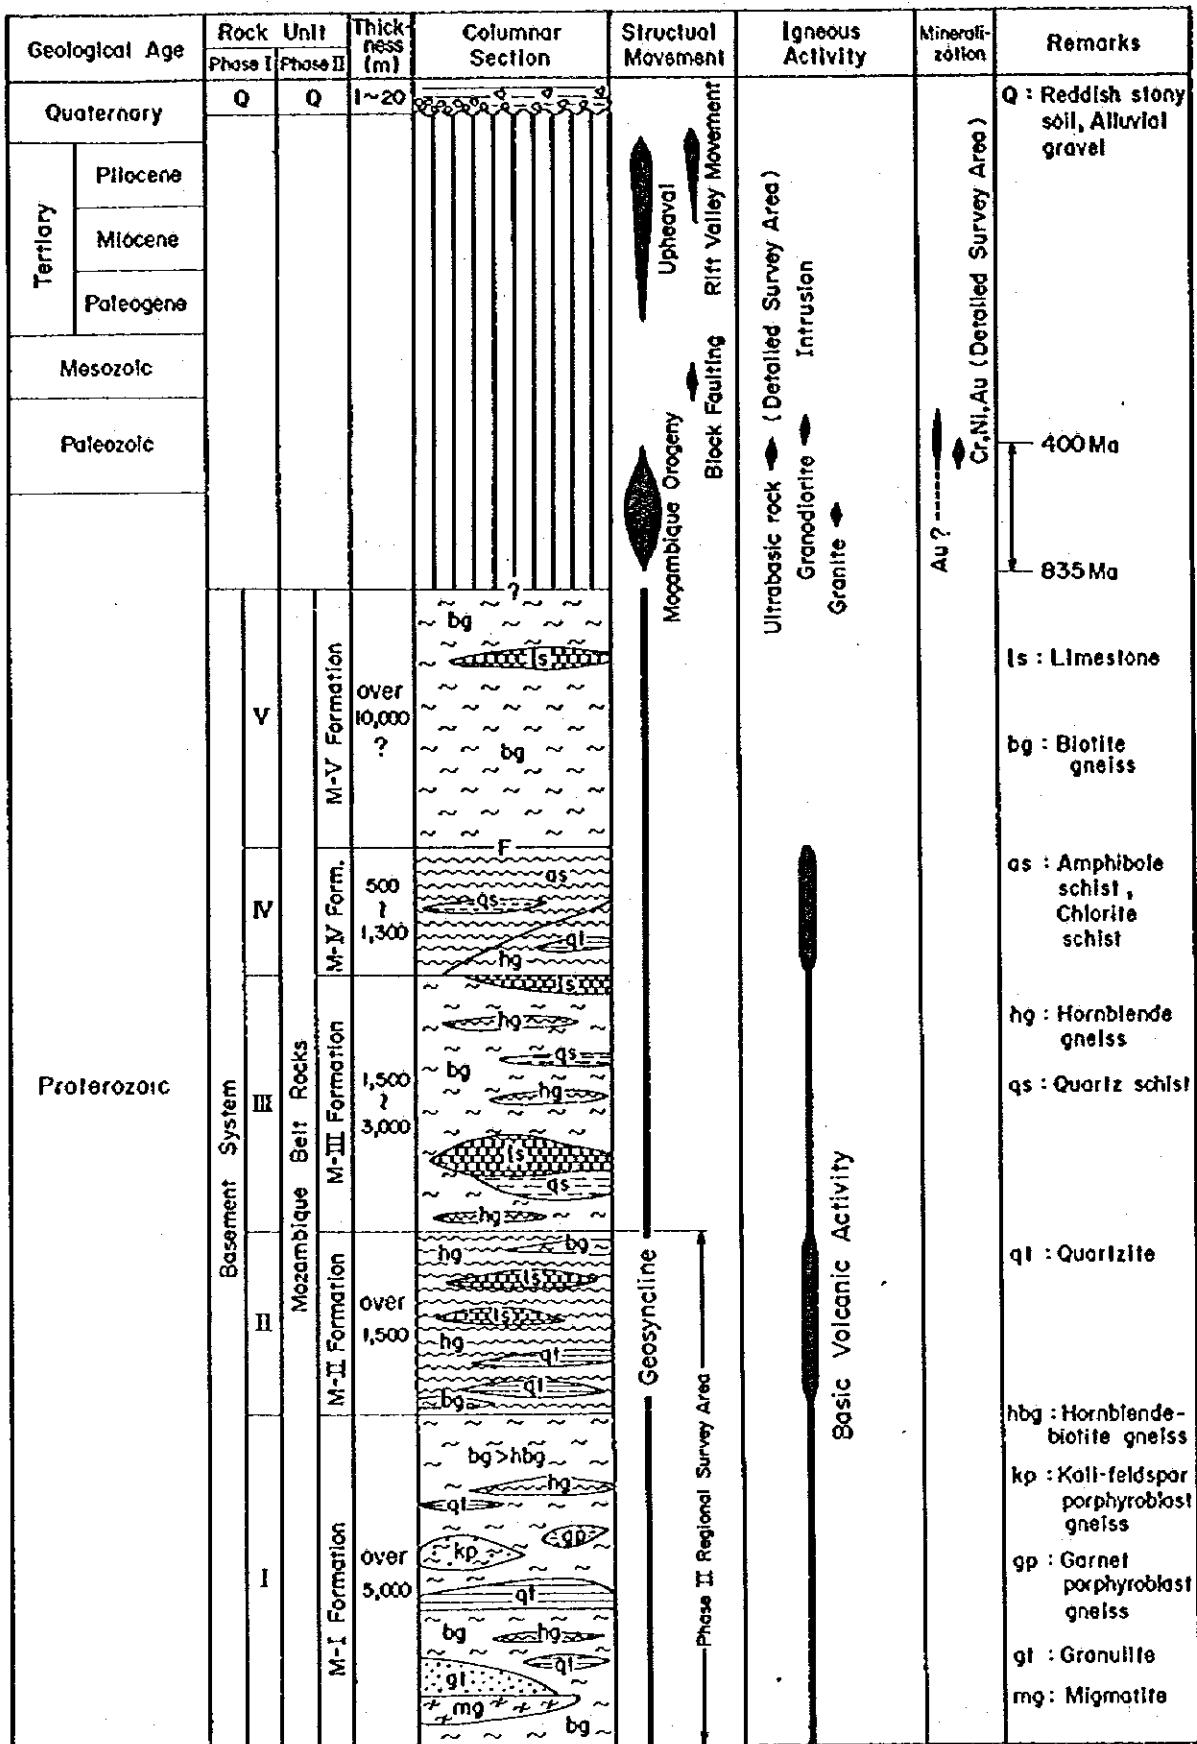 Geological Age
Rock Unit
Phase I
Phase II
Thick-
ness
(m)
Columnar
Section
Structual
Movement
Igneous
Activity
Minerali-
zation
Remarks
Quaternary
Q
Q
1~20
Tertiary
Pliocene
Miocene
Paleogene
Mesozoic
Paleozoic
Proterozoic
Basement System
Mozambique Belt Rocks
V
M-V Formation
over
10,000
?
IV
M-IV Form.
500
~
1,300
III
M-III Formation
1,500
~
3,000
II
M-II Formation
over
1,500
I
M-I Formation
over
5,000
?
bg
ls
bg
F
as
qs
qt
hg
ls
hg
qs
bg
hg
ls
qs
hg
hg
bg
ls
ls
hg
qt
qt
bg
bg>hbg
hg
qt
gp
kp
qt
bg
hg
qt
gt
mg
bg
Upheaval
Rift Valley Movement
Block Faulting
Moçambique Orogeny
Geosyncline
Phase II Regional Survey Area
Ultrabasic rock (Detailed Survey Area)
Granodiorite Intrusion
Granite
Basic Volcanic Activity
Au?
Cr,Ni,Au (Detailed Survey Area)
400Ma
835Ma
Q : Reddish stony
soil, Alluvial
gravel
ls : Limestone
bg : Biotite
gneiss
as : Amphibole
schist,
Chlorite
schist
hg : Hornblende
gneiss
qs : Quartz schist
qt : Quartzite
hbg : Hornblende-
biotite gneiss
kp : Kali-feldspar
porphyroblast
gneiss
gp : Garnet
porphyroblast
gneiss
gt : Granulite
mg : Migmatite